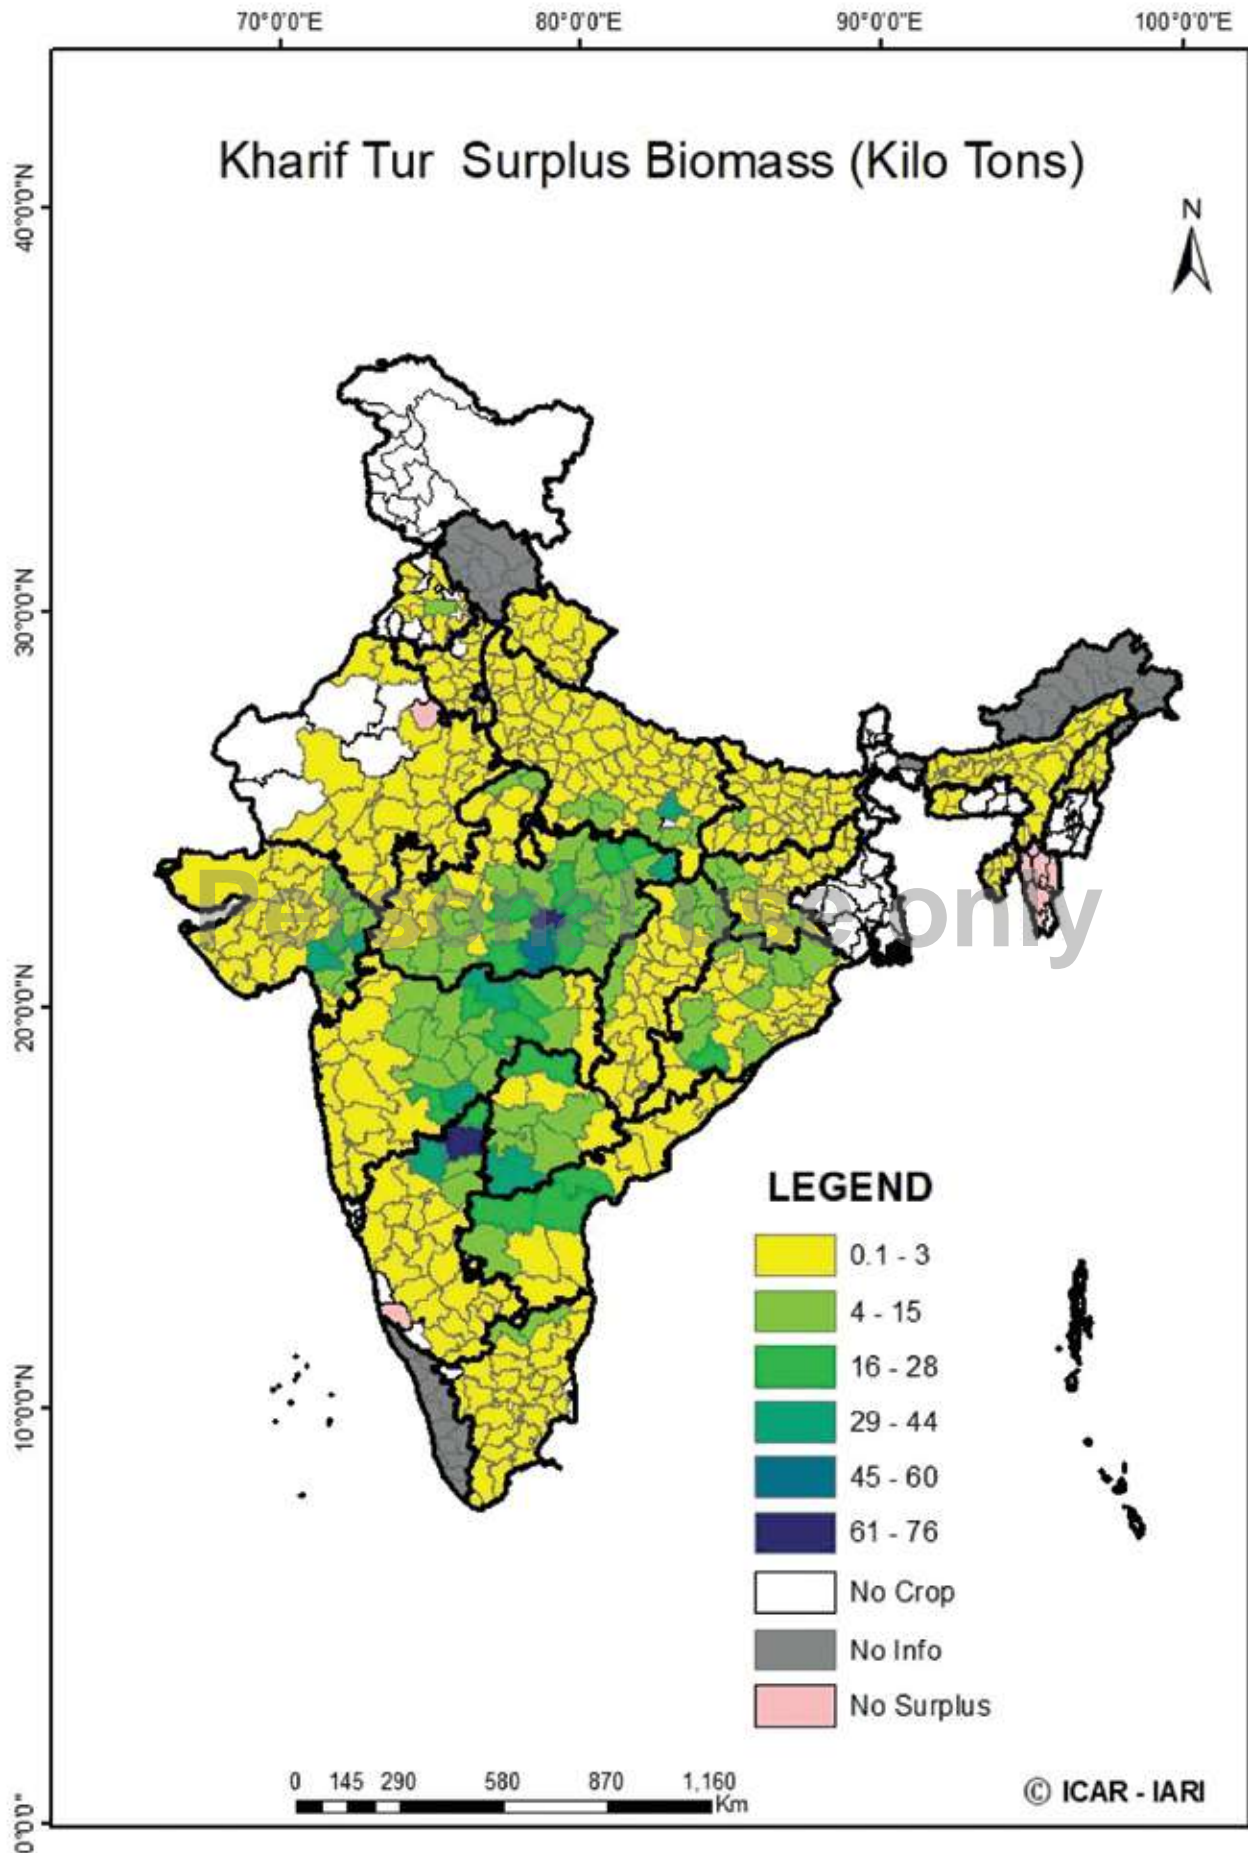 70°0'0"E 80°0'0"E 90°0'0"E 100°0'0"E
Kharif Tur Surplus Biomass (Kilo Tons)
N
40°0'0"N
30°0'0"N
20°0'0"N
10°0'0"N
0°0'0"
Personal use only
LEGEND
0.1 - 3
4 - 15
16 - 28
29 - 44
45 - 60
61 - 76
No Crop
No Info
No Surplus
0 145 290 580 870 1,160
Km
© ICAR - IARI